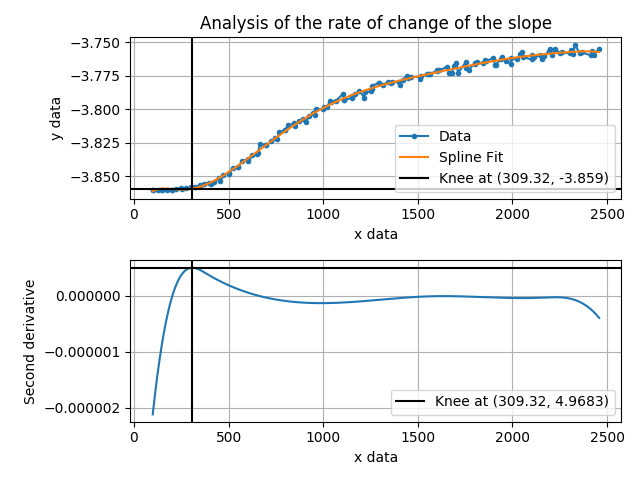 Analysis of the rate of change of the slope
−3.750
−3.775
−3.800
−3.825
−3.850
y data
Data
Spline Fit
Knee at (309.32, -3.859)
0 500 1000 1500 2000 2500
x data
0.000000
−0.000001
−0.000002
Second derivative
Knee at (309.32, 4.9683)
0 500 1000 1500 2000 2500
x data